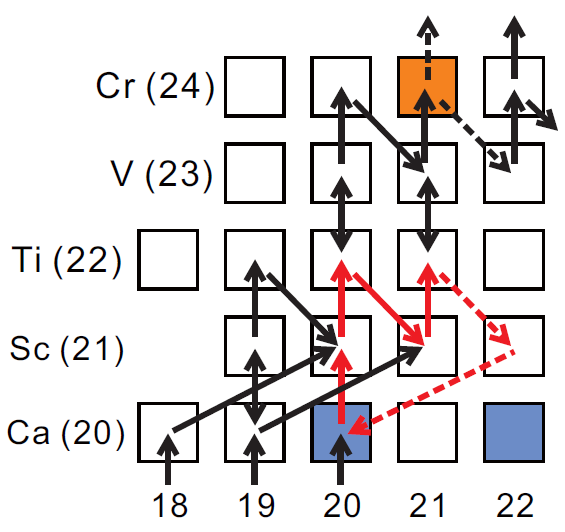 Cr (24)
V (23)
Ti (22)
Sc (21)
Ca (20)
18 19 20 21 22